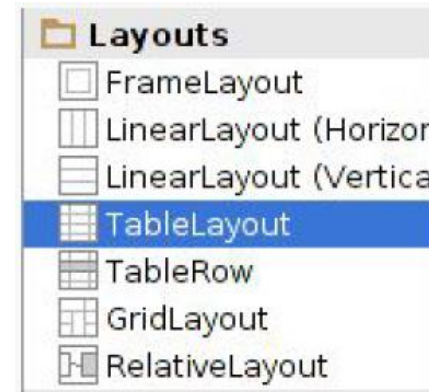 Layouts
FrameLayout
LinearLayout (Horizor
LinearLayout (Vertica
TableLayout
TableRow
GridLayout
RelativeLayout